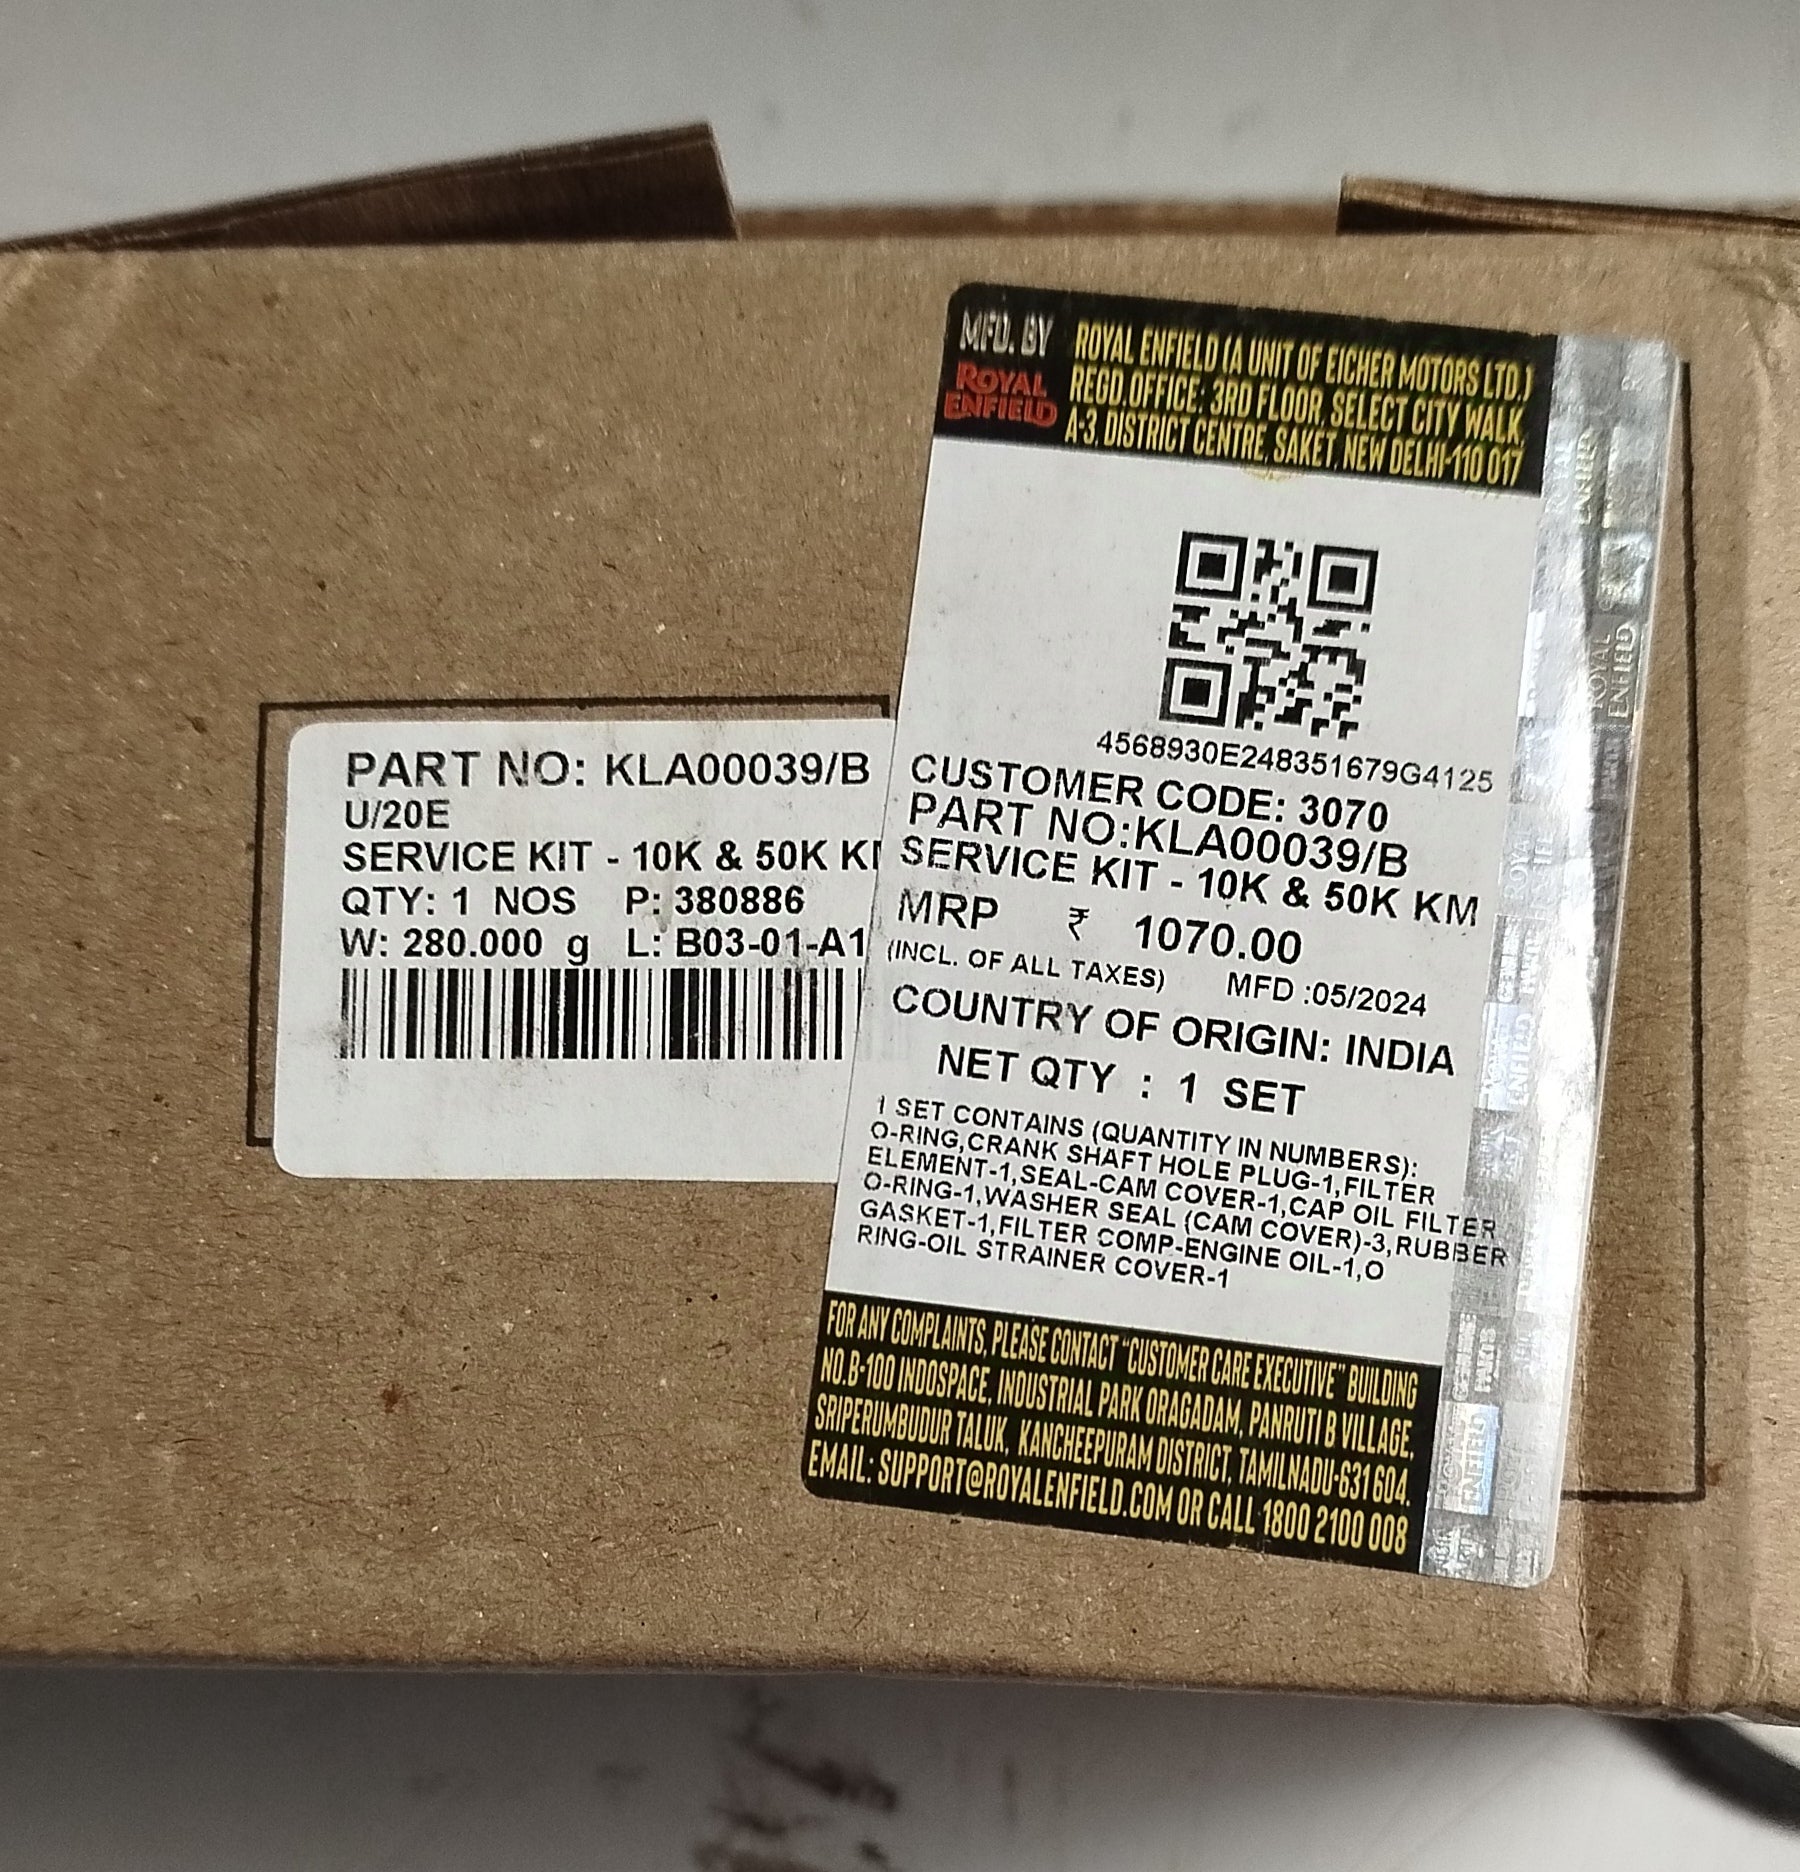 PART NO: KLA00039/B
U/20E
SERVICE KIT - 10K & 50K
QTY: 1 NOS P: 380886
W: 280.000 g L: B03-01-A1
MFD. BY
ROYAL
ENFIELD
ROYAL ENFIELD (A UNIT OF EICHER MOTORS LTD.)
REGD.OFFICE: 3RD FLOOR, SELECT CITY WALK,
A-3, DISTRICT CENTRE, SAKET, NEW DELHI-110 017
4568930E248351679G4125
CUSTOMER CODE: 3070
PART NO:KLA00039/B
SERVICE KIT - 10K & 50K KM
MRP ₹ 1070.00
(INCL. OF ALL TAXES) MFD :05/2024
COUNTRY OF ORIGIN: INDIA
NET QTY : 1 SET
1 SET CONTAINS (QUANTITY IN NUMBERS):
O-RING,CRANK SHAFT HOLE PLUG-1,FILTER
ELEMENT-1,SEAL-CAM COVER-1,CAP OIL FILTER
O-RING-1,WASHER SEAL (CAM COVER)-3,RUBBER
GASKET-1,FILTER COMP-ENGINE OIL-1,O
RING-OIL STRAINER COVER-1
FOR ANY COMPLAINTS, PLEASE CONTACT "CUSTOMER CARE EXECUTIVE" BUILDING
NO.B-100 INDOSPACE, INDUSTRIAL PARK ORAGADAM, PANRUTI B VILLAGE,
SRIPERUMBUDUR TALUK, KANCHEEPURAM DISTRICT, TAMILNADU-631 604.
EMAIL: SUPPORT@ROYALENFIELD.COM OR CALL 1800 2100 008
ROYAL
ENFIELD